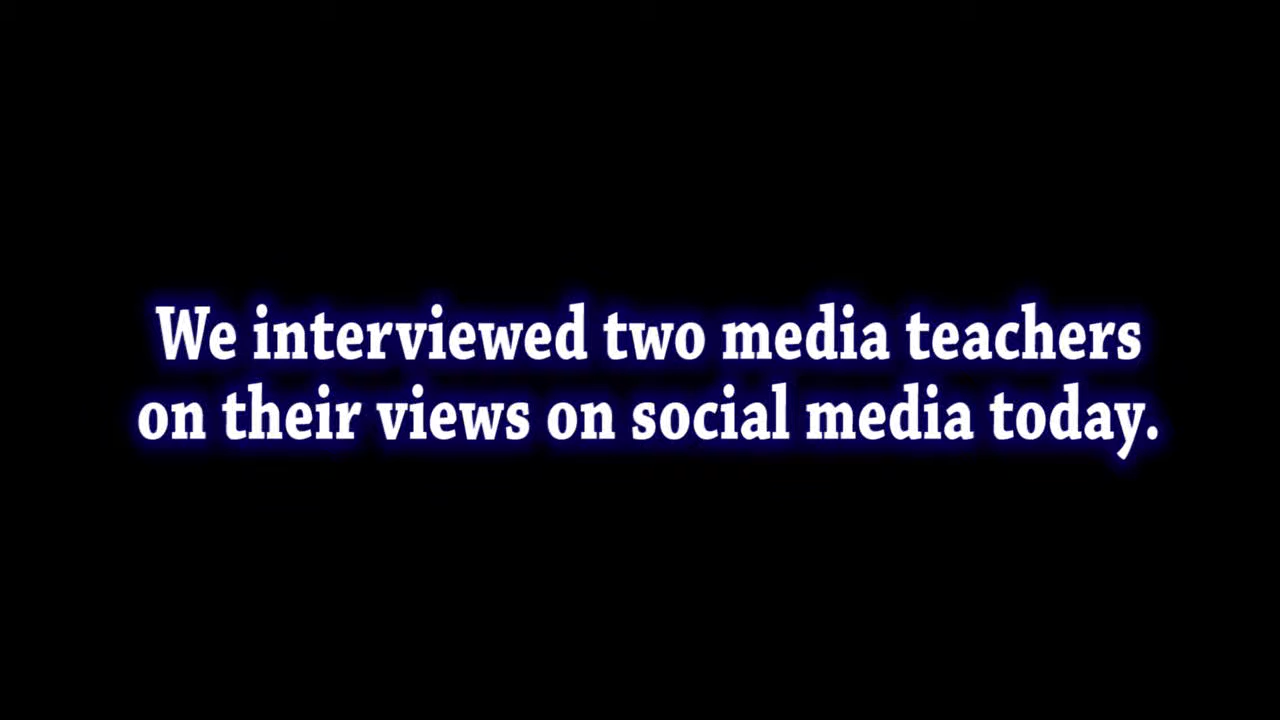 We interviewed two media teachers
on their views on social media today.